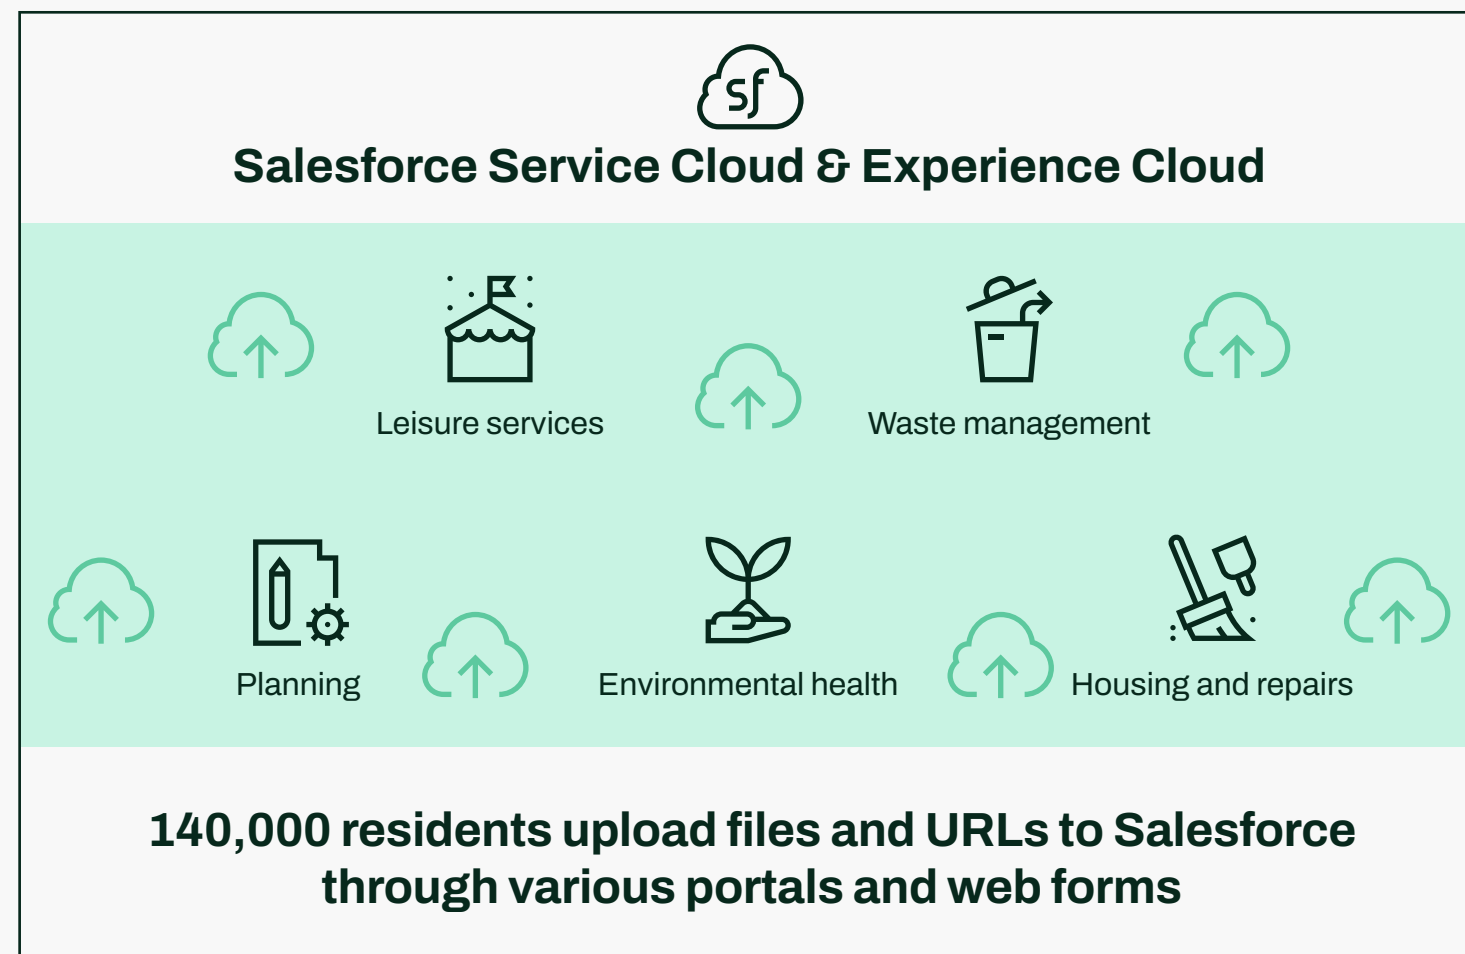 sf
Salesforce Service Cloud & Experience Cloud
Leisure services
Waste management
Planning
Environmental health
Housing and repairs
140,000 residents upload files and URLs to Salesforce
through various portals and web forms